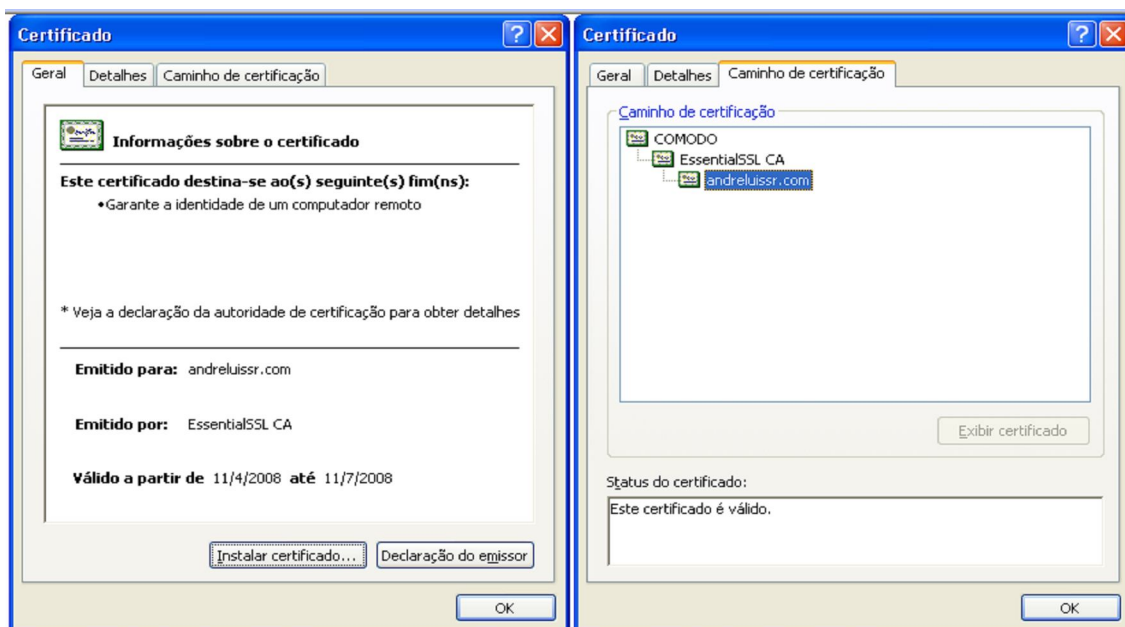 Certificado
Geral
Detalhes
Caminho de certificação
Informações sobre o certificado
Este certificado destina-se ao(s) seguinte(s) fim(ns):
•Garante a identidade de um computador remoto
* Veja a declaração da autoridade de certificação para obter detalhes
Emitido para: andreluissr.com
Emitido por: EssentialSSL CA
Válido a partir de 11/4/2008 até 11/7/2008
Instalar certificado...
Declaração do emissor
OK
Certificado
Geral
Detalhes
Caminho de certificação
Caminho de certificação
COMODO
EssentialSSL CA
andreluissr.com
Exibir certificado
Status do certificado:
Este certificado é válido.
OK